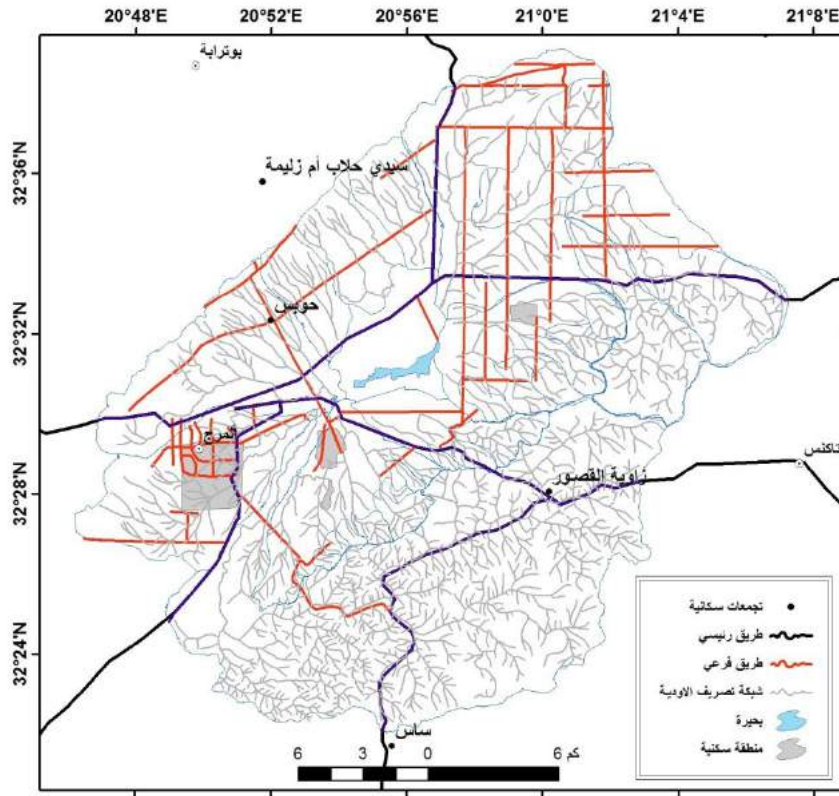 20°48'E 20°52'E 20°56'E 21°0'E 21°4'E 21°8'E
بوترابة
32°36'N
سيدي حلاب أم زليمة
حوبس
32°32'N
المرج
تاكنس
زاوية القصور
32°28'N
32°24'N
ساس
6 3 0 6 كم
تجمعات سكانية
طريق رئيسي
طريق فرعي
شبكة تصريف الاودية
بحيرة
منطقة سكنية